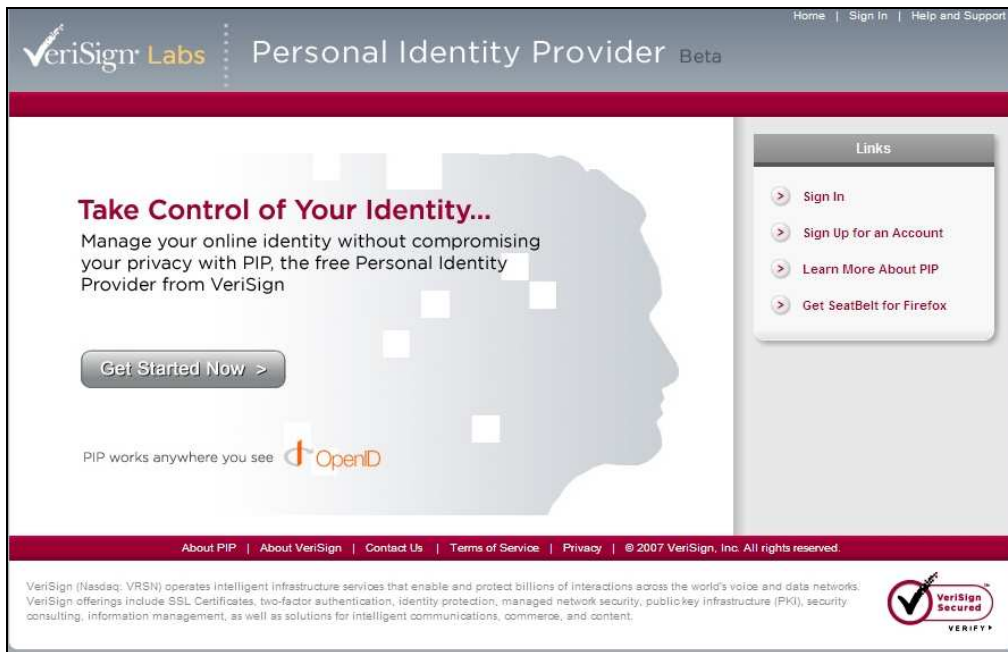 Home | Sign In | Help and Support
VeriSign Labs Personal Identity Provider Beta
Links
Sign In
Sign Up for an Account
Learn More About PIP
Get SeatBelt for Firefox
Take Control of Your Identity...
Manage your online identity without compromising
your privacy with PIP, the free Personal Identity
Provider from VeriSign
Get Started Now >
PIP works anywhere you see OpenID
About PIP | About VeriSign | Contact Us | Terms of Service | Privacy | © 2007 VeriSign, Inc. All rights reserved.
VeriSign (Nasdaq: VRSN) operates intelligent infrastructure services that enable and protect billions of interactions across the world's voice and data networks.
VeriSign offerings include SSL Certificates, two-factor authentication, identity protection, managed network security, public key infrastructure (PKI), security
consulting, information management, as well as solutions for intelligent communications, commerce, and content.
VeriSign
Secured
VERIFY